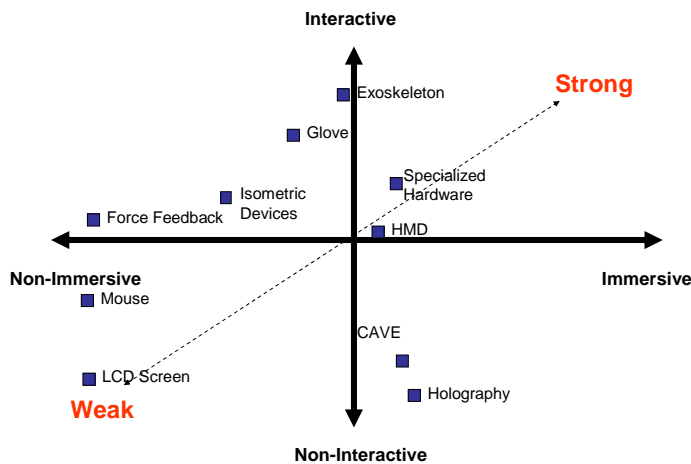 Interactive
Exoskeleton
Strong
Glove
Specialized
Hardware
Isometric
Devices
Force Feedback
HMD
Non-Immersive
Immersive
Mouse
CAVE
LCD Screen
Holography
Weak
Non-Interactive